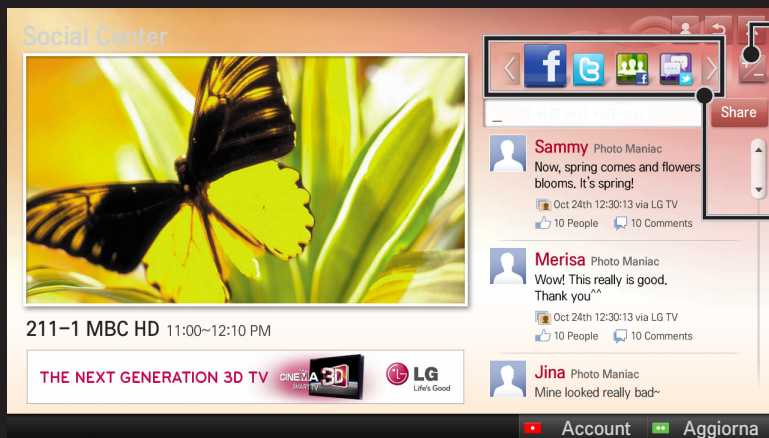 Social Center
Share
Sammy Photo Maniac
Now, spring comes and flowers
blooms. It's spring!
Oct 24th 12:30:13 via LG TV
10 People 10 Comments
Merisa Photo Maniac
Wow! This really is good.
Thank you^^
Oct 24th 12:30:13 via LG TV
10 People 10 Comments
Jina Photo Maniac
Mine looked really bad~
211-1 MBC HD 11:00~12:10 PM
THE NEXT GENERATION 3D TV CINEMA 3D SMART TV LG Life's Good
Account Aggiorna